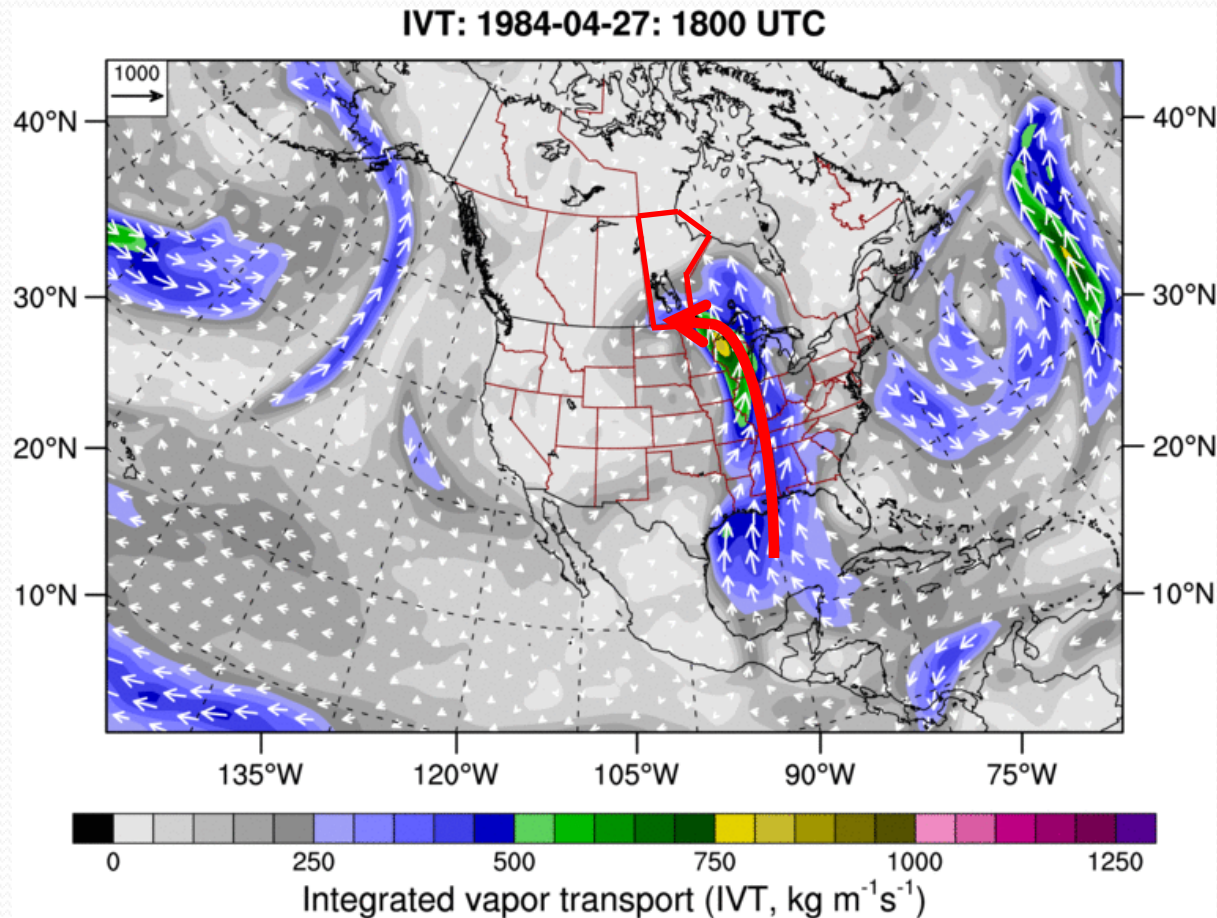 IVT: 1984-04-27: 1800 UTC
1000
40°N
40°N
30°N
30°N
20°N
20°N
10°N
10°N
135°W 120°W 105°W 90°W 75°W
0 250 500 750 1000 1250
Integrated vapor transport (IVT, kg m⁻¹s⁻¹)